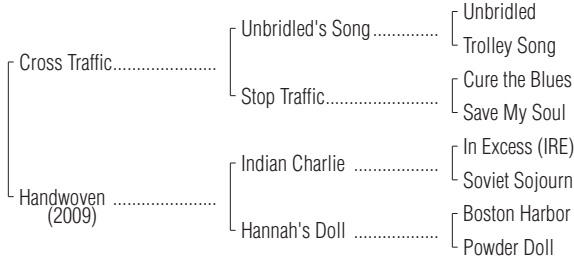 Unbridled
Unbridled's Song..............
Trolley Song
Cross Traffic......................
Cure the Blues
Stop Traffic........................
Save My Soul
In Excess (IRE)
Indian Charlie ..................
Soviet Sojourn
Handwoven ......................
(2009)
Boston Harbor
Hannah's Doll ..................
Powder Doll